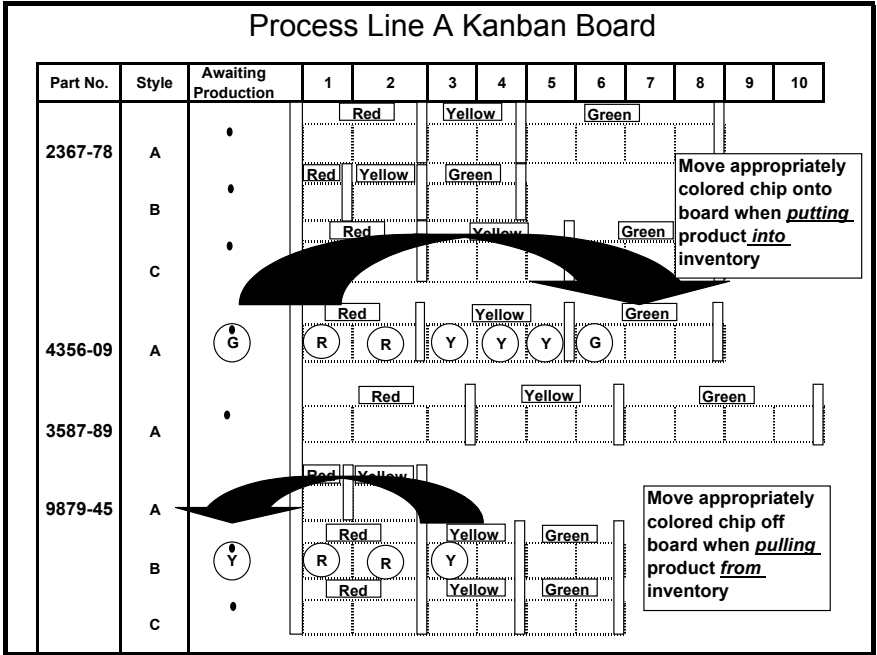 Process Line A Kanban Board
Part No. Style Awaiting Production 1 2 3 4 5 6 7 8 9 10
Red Yellow Green
2367-78 A
Red Yellow Green
B
Red Yellow Green
C
Move appropriately
colored chip onto
board when putting
product into
inventory
Red Yellow Green
4356-09 A G R R Y Y Y G
Red Yellow Green
3587-89 A
Red Yellow
9879-45 A
Red Yellow Green
B Y R R Y
Red Yellow Green
C
Move appropriately
colored chip off
board when pulling
product from
inventory